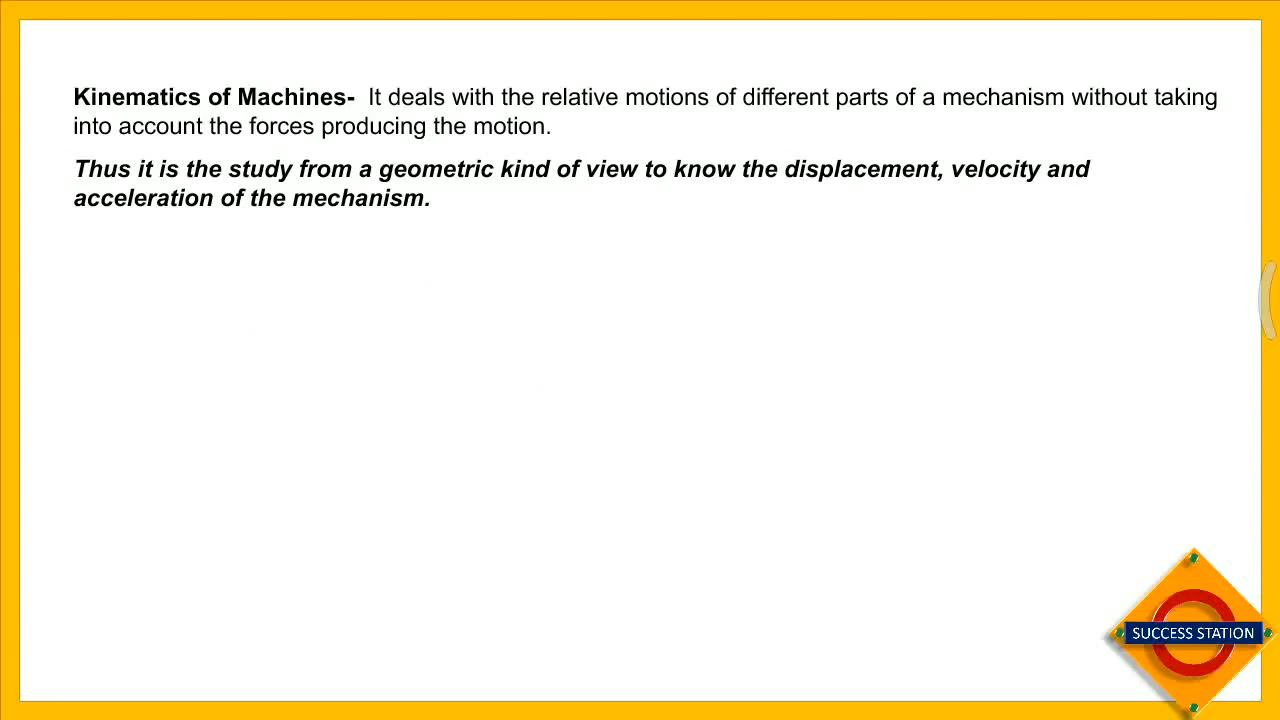 Kinematics of Machines- It deals with the relative motions of different parts of a mechanism without taking
into account the forces producing the motion.
Thus it is the study from a geometric kind of view to know the displacement, velocity and
acceleration of the mechanism.
SUCCESS STATION